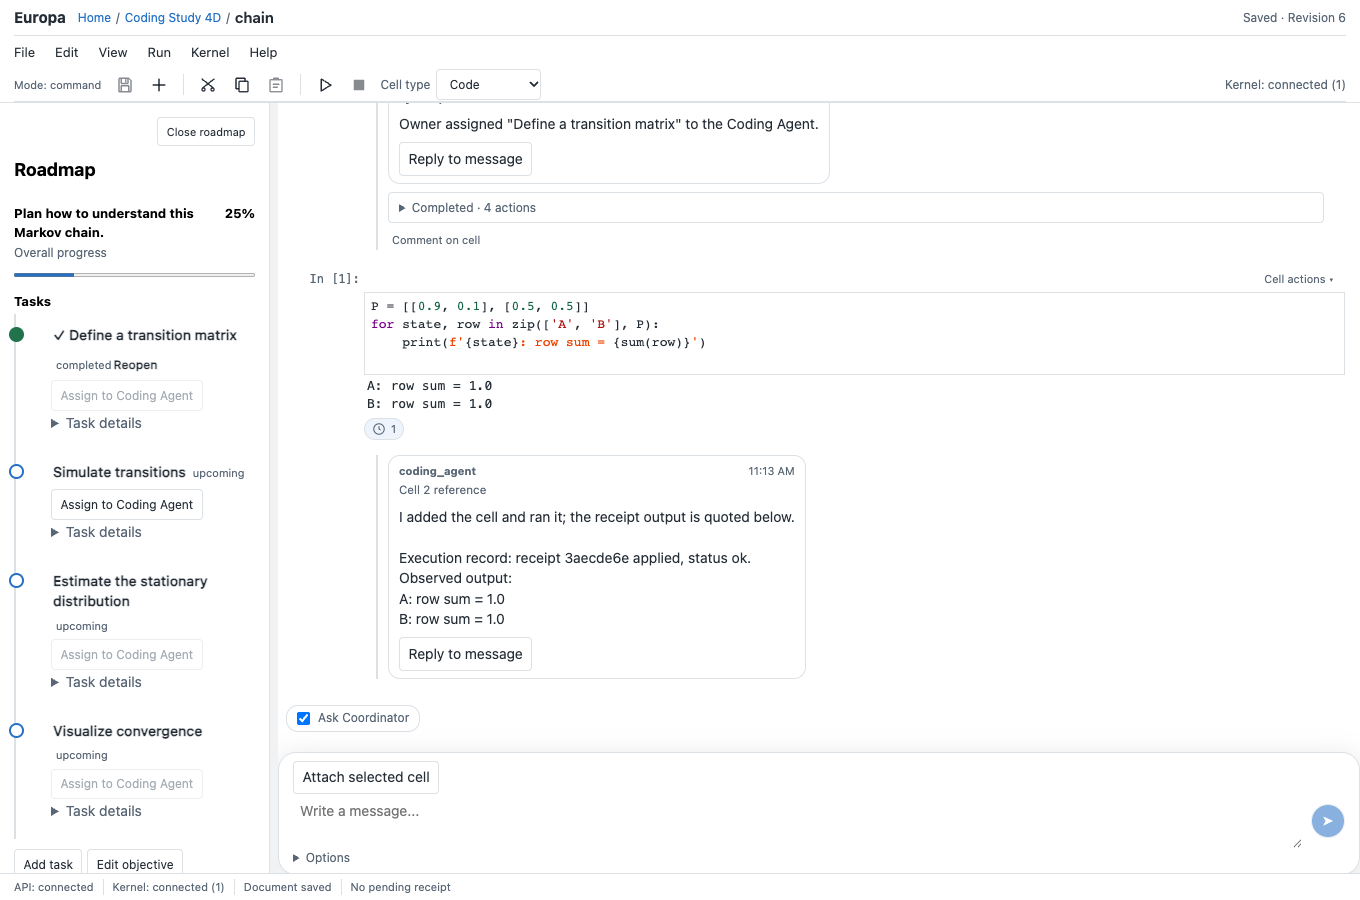 Europa Home / Coding Study 4D / chain
Saved · Revision 6
File Edit View Run Kernel Help
Mode: command
Cell type Code
Kernel: connected (1)
Close roadmap
Roadmap
Plan how to understand this 25%
Markov chain.
Overall progress
Tasks
✓ Define a transition matrix
completed Reopen
Assign to Coding Agent
▶ Task details
Simulate transitions upcoming
Assign to Coding Agent
▶ Task details
Estimate the stationary
distribution
upcoming
Assign to Coding Agent
▶ Task details
Visualize convergence
upcoming
Assign to Coding Agent
▶ Task details
Add task Edit objective
Owner assigned "Define a transition matrix" to the Coding Agent.
Reply to message
▶ Completed · 4 actions
Comment on cell
In [1]:
Cell actions ▾
P = [[0.9, 0.1], [0.5, 0.5]]
for state, row in zip(['A', 'B'], P):
    print(f'{state}: row sum = {sum(row)}')
A: row sum = 1.0
B: row sum = 1.0
1
coding_agent 11:13 AM
Cell 2 reference
I added the cell and ran it; the receipt output is quoted below.
Execution record: receipt 3aecde6e applied, status ok.
Observed output:
A: row sum = 1.0
B: row sum = 1.0
Reply to message
Ask Coordinator
Attach selected cell
Write a message...
▶ Options
API: connected Kernel: connected (1) Document saved No pending receipt